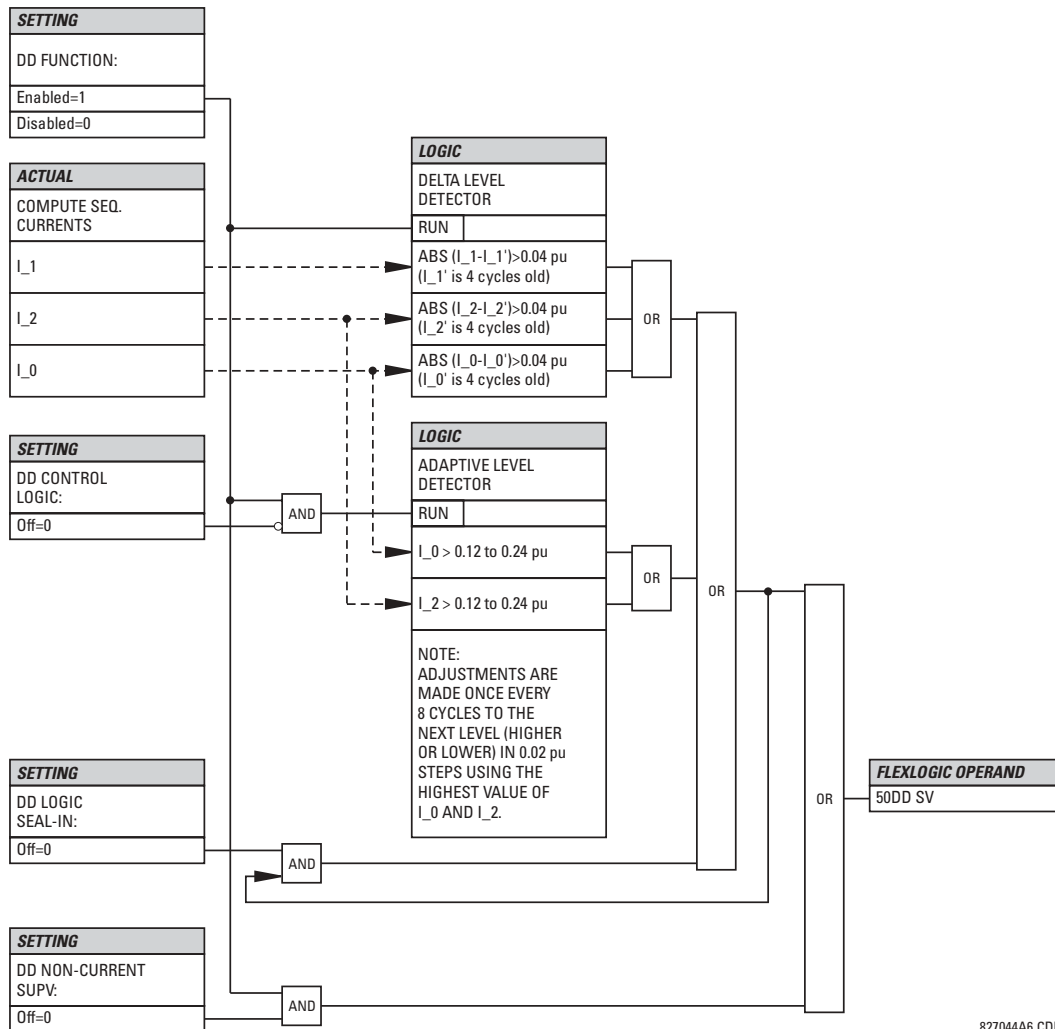 SETTING
DD FUNCTION:
Enabled=1
Disabled=0
ACTUAL
COMPUTE SEQ.
CURRENTS
I_1
I_2
I_0
SETTING
DD CONTROL
LOGIC:
Off=0
AND
SETTING
DD LOGIC
SEAL-IN:
Off=0
AND
SETTING
DD NON-CURRENT
SUPV:
Off=0
AND
LOGIC
DELTA LEVEL
DETECTOR
RUN
ABS (I_1-I_1')>0.04 pu
(I_1' is 4 cycles old)
ABS (I_2-I_2')>0.04 pu
(I_2' is 4 cycles old)
ABS (I_0-I_0')>0.04 pu
(I_0' is 4 cycles old)
OR
LOGIC
ADAPTIVE LEVEL
DETECTOR
RUN
I_0 > 0.12 to 0.24 pu
I_2 > 0.12 to 0.24 pu
NOTE:
ADJUSTMENTS ARE
MADE ONCE EVERY
8 CYCLES TO THE
NEXT LEVEL (HIGHER
OR LOWER) IN 0.02 pu
STEPS USING THE
HIGHEST VALUE OF
I_0 AND I_2.
OR
OR
OR
FLEXLOGIC OPERAND
50DD SV